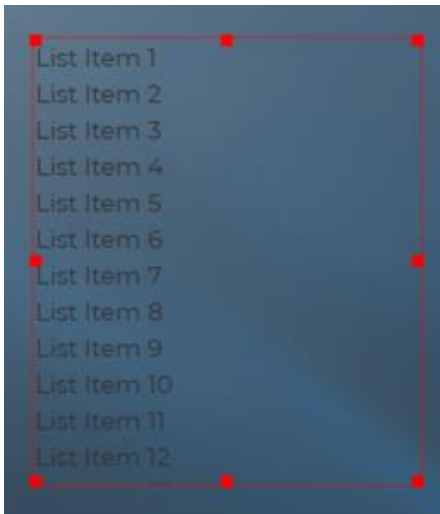 List Item 1
List Item 2
List Item 3
List Item 4
List Item 5
List Item 6
List Item 7
List Item 8
List Item 9
List Item 10
List Item 11
List Item 12